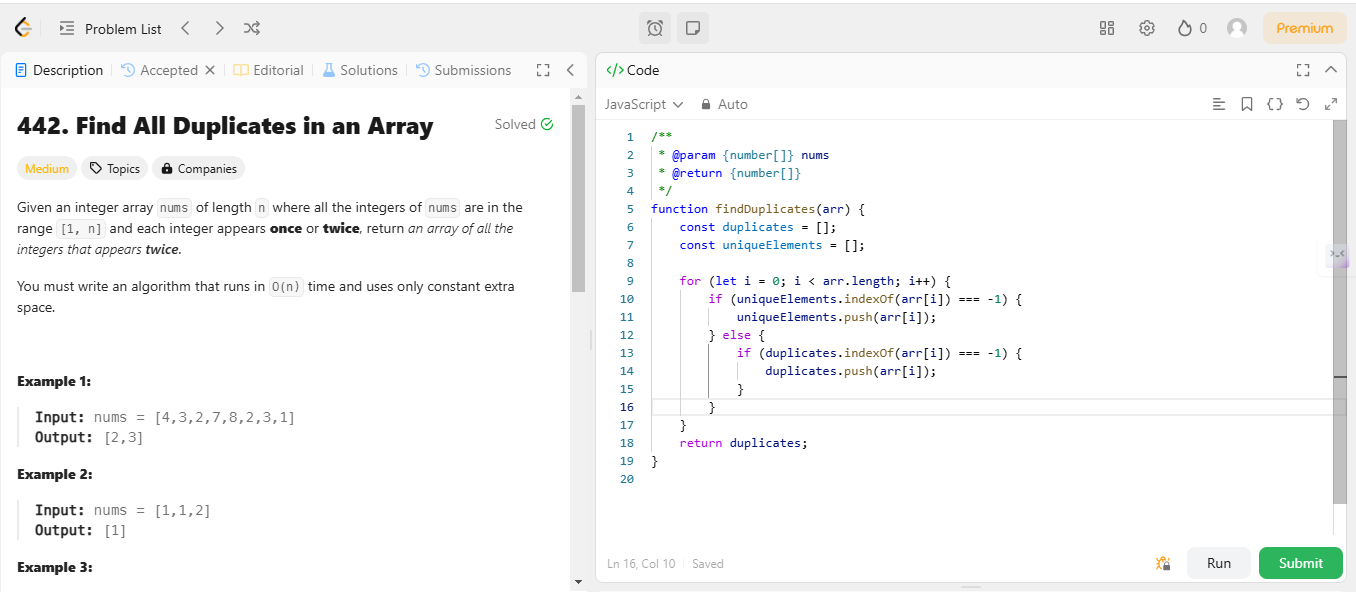 Problem List
0
Premium
Description
Accepted
Editorial
Solutions
Submissions
442. Find All Duplicates in an Array
Solved
Medium
Topics
Companies
Given an integer array nums of length n where all the integers of nums are in the
range [1, n] and each integer appears once or twice, return an array of all the
integers that appears twice.
You must write an algorithm that runs in O(n) time and uses only constant extra
space.
Example 1:
Input: nums = [4,3,2,7,8,2,3,1]
Output: [2,3]
Example 2:
Input: nums = [1,1,2]
Output: [1]
Example 3:
</> Code
JavaScript
Auto
1 /**
2 * @param {number[]} nums
3 * @return {number[]}
4 */
5 function findDuplicates(arr) {
6 const duplicates = [];
7 const uniqueElements = [];
8
9 for (let i = 0; i < arr.length; i++) {
10 if (uniqueElements.indexOf(arr[i]) === -1) {
11 uniqueElements.push(arr[i]);
12 } else {
13 if (duplicates.indexOf(arr[i]) === -1) {
14 duplicates.push(arr[i]);
15 }
16 }
17 }
18 return duplicates;
19 }
20
Ln 16, Col 10
Saved
Run
Submit